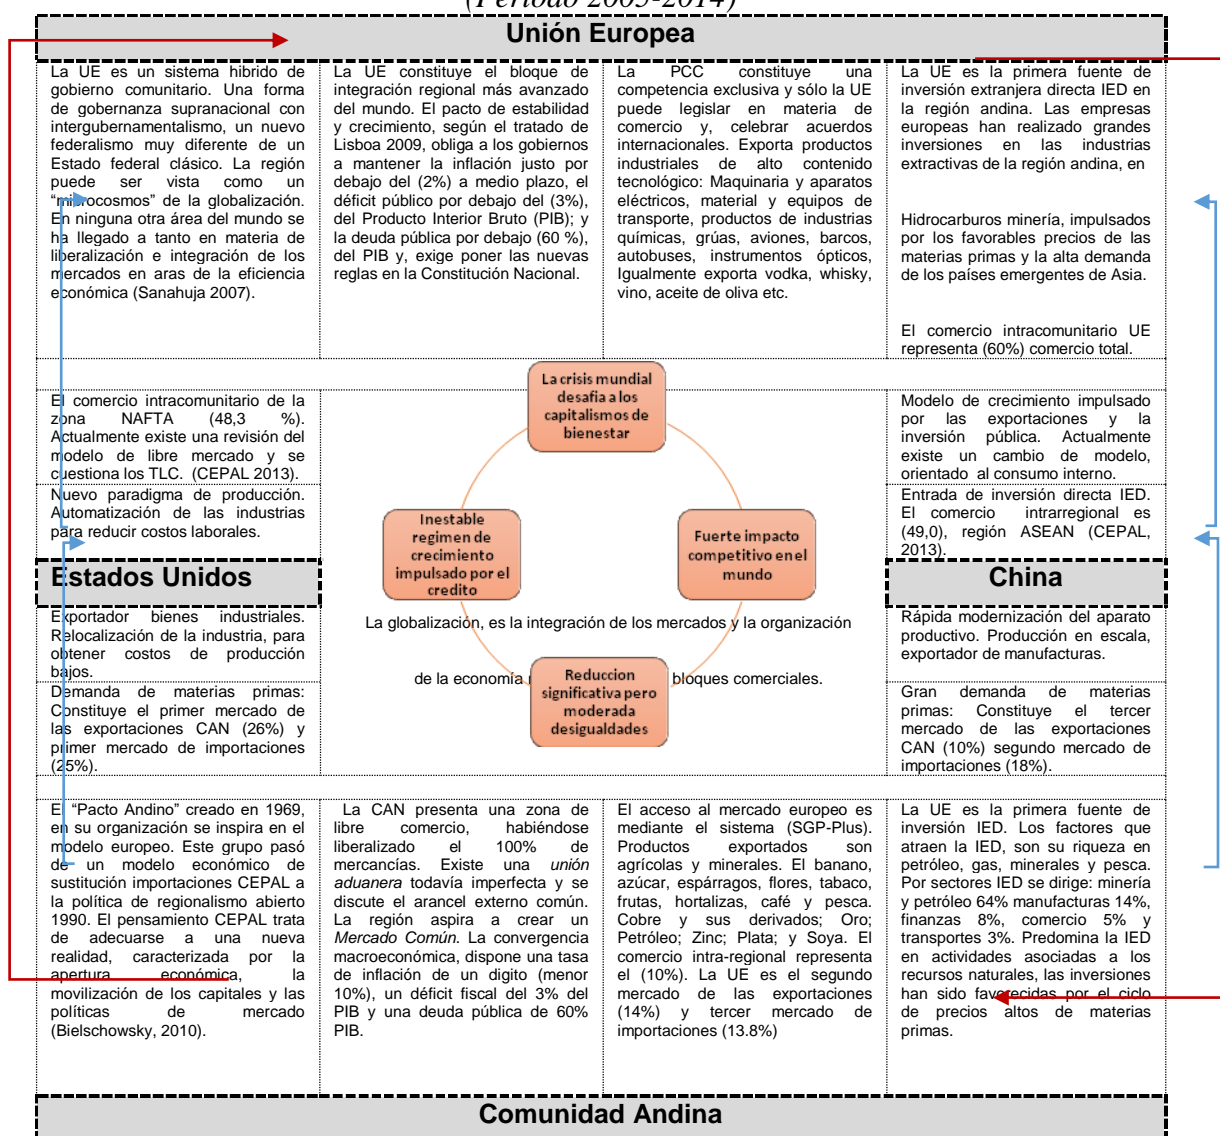 (Período 2005-2014)
Unión Europea
La UE es un sistema hibrido de
gobierno comunitario. Una forma
de gobernanza supranacional con
intergubernamentalismo, un nuevo
federalismo muy diferente de un
Estado federal clásico. La región
puede ser vista como un
“microcosmos” de la globalización.
En ninguna otra área del mundo se
ha llegado a tanto en materia de
liberalización e integración de los
mercados en aras de la eficiencia
económica (Sanahuja 2007).
La UE constituye el bloque de
integración regional más avanzado
del mundo. El pacto de estabilidad
y crecimiento, según el tratado de
Lisboa 2009, obliga a los gobiernos
a mantener la inflación justo por
debajo del (2%) a medio plazo, el
déficit público por debajo del (3%),
del Producto Interior Bruto (PIB); y
la deuda pública por debajo (60 %),
del PIB y, exige poner las nuevas
reglas en la Constitución Nacional.
La PCC constituye una
competencia exclusiva y sólo la UE
puede legislar en materia de
comercio y, celebrar acuerdos
internacionales. Exporta productos
industriales de alto contenido
tecnológico: Maquinaria y aparatos
eléctricos, material y equipos de
transporte, productos de industrias
químicas, grúas, aviones, barcos,
autobuses, instrumentos ópticos,
Igualmente exporta vodka, whisky,
vino, aceite de oliva etc.
La UE es la primera fuente de
inversión extranjera directa IED en
la región andina. Las empresas
europeas han realizado grandes
inversiones en las industrias
extractivas de la región andina, en
Hidrocarburos minería, impulsados
por los favorables precios de las
materias primas y la alta demanda
de los países emergentes de Asia.
El comercio intracomunitario UE
representa (60%) comercio total.
El comercio intracomunitario de la
zona NAFTA (48,3 %).
Actualmente existe una revisión del
modelo de libre mercado y se
cuestiona los TLC. (CEPAL 2013).
Nuevo paradigma de producción.
Automatización de las industrias
para reducir costos laborales.
Estados Unidos
Exportador bienes industriales.
Relocalización de la industria, para
obtener costos de producción
bajos.
Demanda de materias primas:
Constituye el primer mercado de
las exportaciones CAN (26%) y
primer mercado de importaciones
(25%).
La crisis mundial
desafia a los
capitalismos de
bienestar
Inestable
regimen de
crecimiento
impulsado por el
credito
Fuerte impacto
competitivo en el
mundo
La globalización, es la integración de los mercados y la organización
de la economía bloques comerciales.
Reduccion
significativa pero
moderada
desigualdades
Modelo de crecimiento impulsado
por las exportaciones y la
inversión pública. Actualmente
existe un cambio de modelo,
orientado al consumo interno.
Entrada de inversión directa IED.
El comercio intrarregional es
(49,0), región ASEAN (CEPAL,
2013).
China
Rápida modernización del aparato
productivo. Producción en escala,
exportador de manufacturas.
Gran demanda de materias
primas: Constituye el tercer
mercado de las exportaciones
CAN (10%) segundo mercado de
importaciones (18%).
El “Pacto Andino” creado en 1969,
en su organización se inspira en el
modelo europeo. Este grupo pasó
de un modelo económico de
sustitución importaciones CEPAL a
la política de regionalismo abierto
1990. El pensamiento CEPAL trata
de adecuarse a una nueva
realidad, caracterizada por la
apertura económica, la
movilización de los capitales y las
políticas de mercado
(Bielschowsky, 2010).
La CAN presenta una zona de
libre comercio, habiéndose
liberalizado el 100% de
mercancías. Existe una unión
aduanera todavía imperfecta y se
discute el arancel externo común.
La región aspira a crear un
Mercado Común. La convergencia
macroeconómica, dispone una tasa
de inflación de un digito (menor
10%), un déficit fiscal del 3% del
PIB y una deuda pública de 60%
PIB.
El acceso al mercado europeo es
mediante el sistema (SGP-Plus).
Productos exportados son
agrícolas y minerales. El banano,
azúcar, espárragos, flores, tabaco,
frutas, hortalizas, café y pesca.
Cobre y sus derivados; Oro;
Petróleo; Zinc; Plata; y Soya. El
comercio intra-regional representa
el (10%). La UE es el segundo
mercado de las exportaciones
(14%) y tercer mercado de
importaciones (13.8%)
La UE es la primera fuente de
inversión IED. Los factores que
atraen la IED, son su riqueza en
petróleo, gas, minerales y pesca.
Por sectores IED se dirige: minería
y petróleo 64% manufacturas 14%,
finanzas 8%, comercio 5% y
transportes 3%. Predomina la IED
en actividades asociadas a los
recursos naturales, las inversiones
han sido favorecidas por el ciclo
de precios altos de materias
primas.
Comunidad Andina